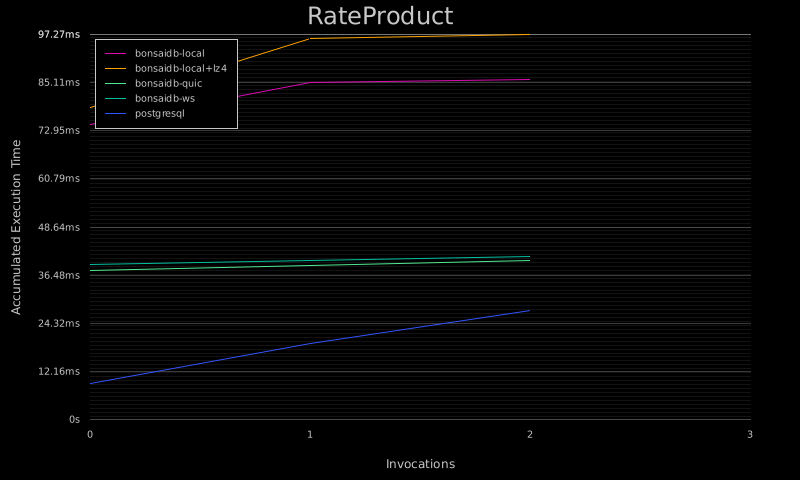 RateProduct
97.27ms
bonsaidb-local
bonsaidb-local+lz4
85.11ms
bonsaidb-quic
bonsaidb-ws
postgresql
72.95ms
60.79ms
48.64ms
36.48ms
24.32ms
12.16ms
0s
0 1 2 3
Accumulated Execution Time
Invocations